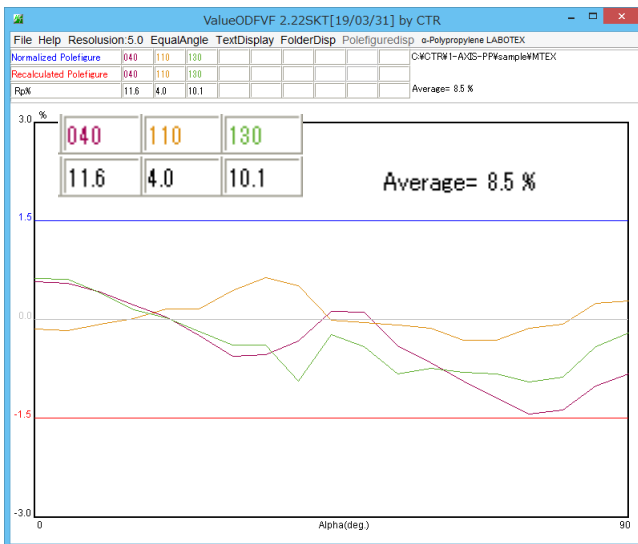 ValueODFVF 2.22SKT[19/03/31] by CTR
File Help Resolusion:5.0 EqualAngle TextDisplay FolderDisp Polefiguredisp α-Polypropylene LABOTEX
Normalized Polefigure 040 110 130 C:¥CTR¥1-AXIS-PP¥sample¥MTEX
Recalculated Polefigure 040 110 130
Rp% 11.6 4.0 10.1 Average= 8.5 %
3.0 %
040 110 130
11.6 4.0 10.1 Average= 8.5 %
1.5
0.0
-1.5
-3.0
0 Alpha(deg.) 90